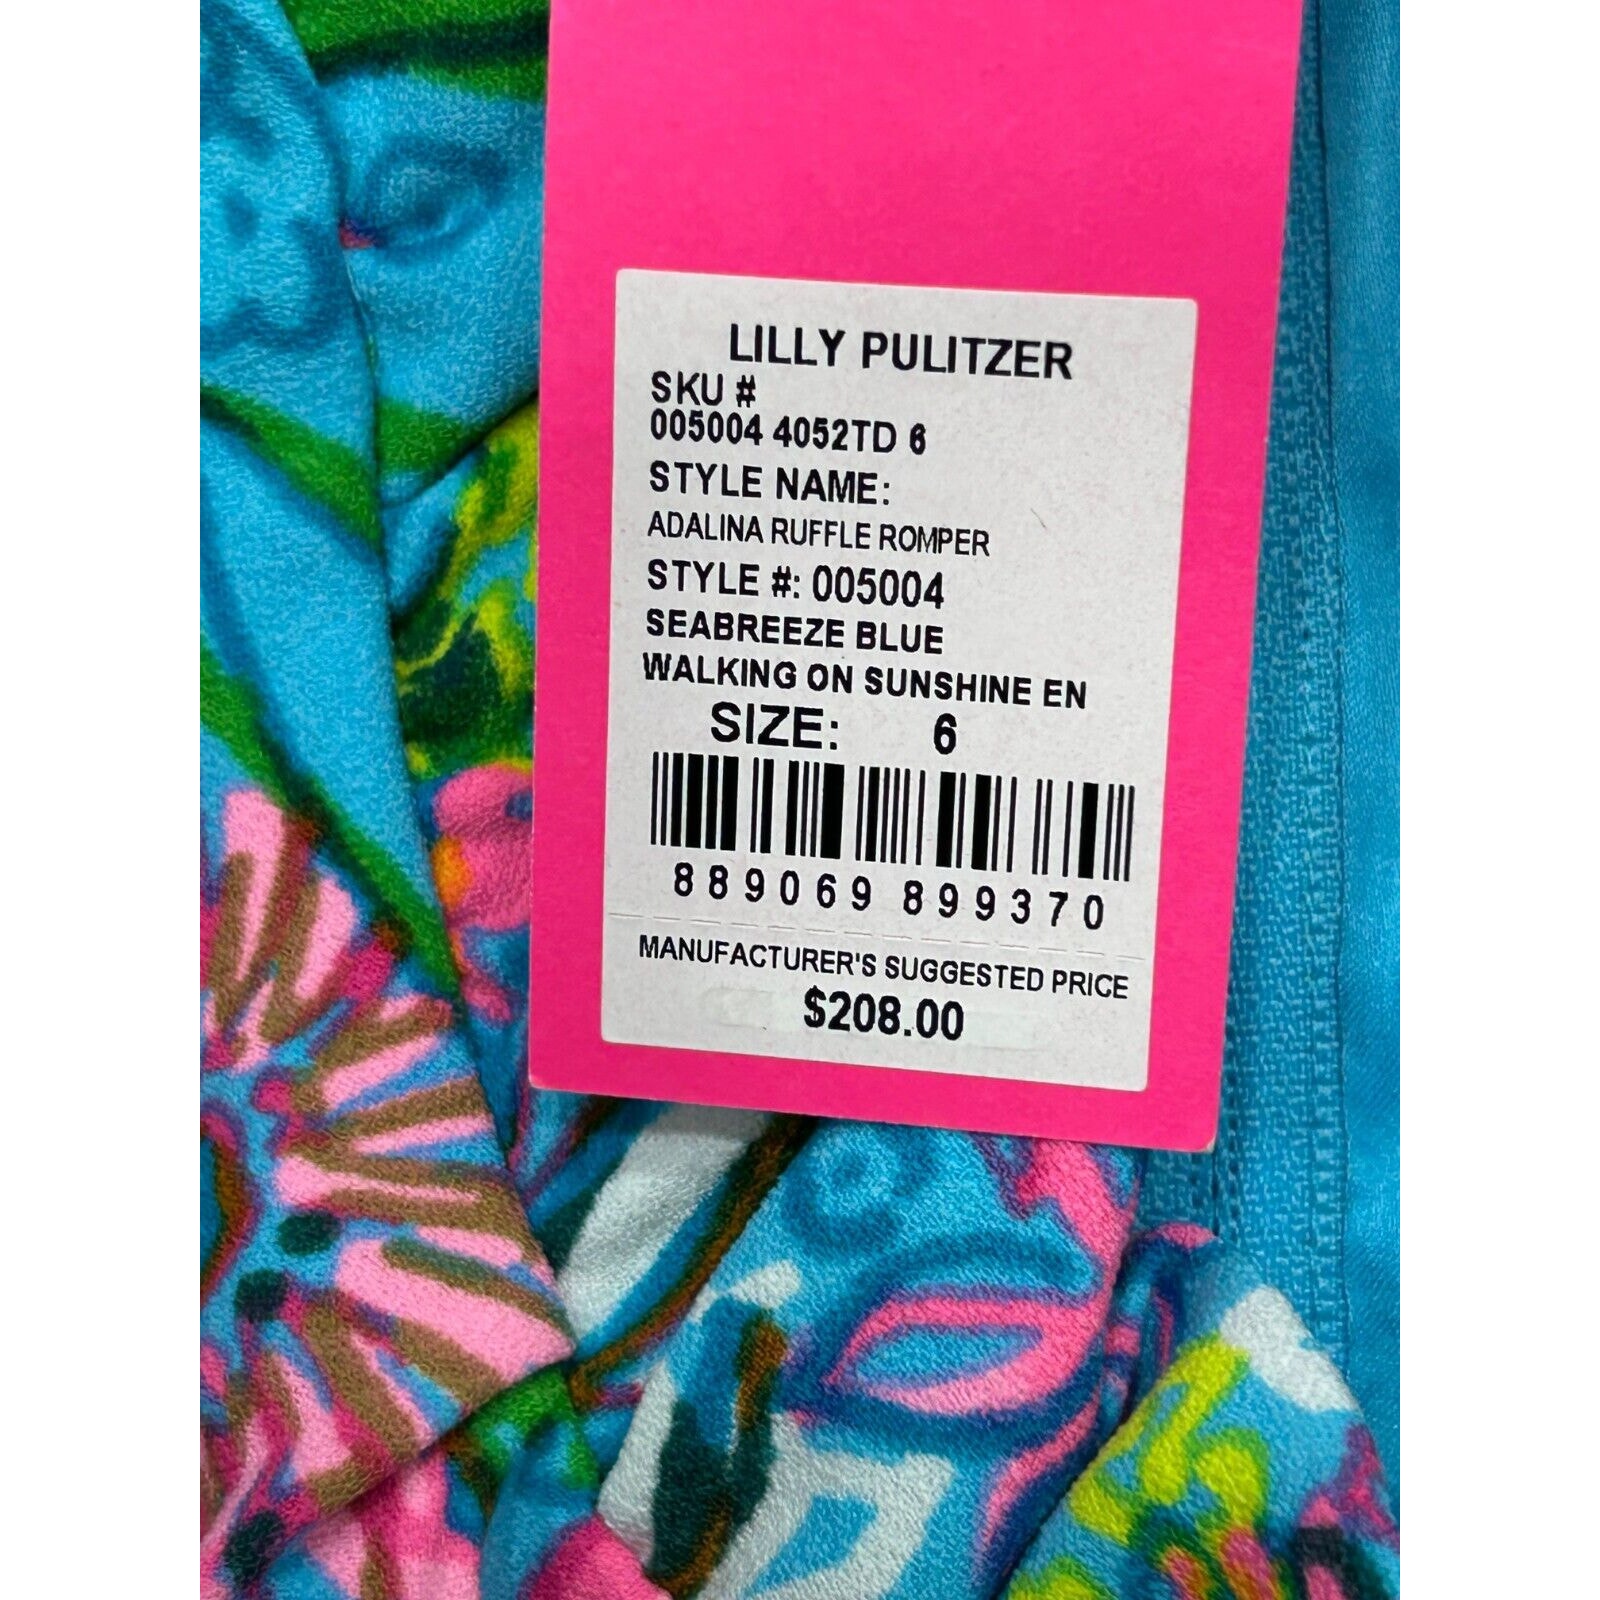 LILLY PULITZER
SKU #
005004 4052TD 6
STYLE NAME:
ADALINA RUFFLE ROMPER
STYLE #: 005004
SEABREEZE BLUE
WALKING ON SUNSHINE EN
SIZE: 6
889069 899370
MANUFACTURER'S SUGGESTED PRICE
$208.00